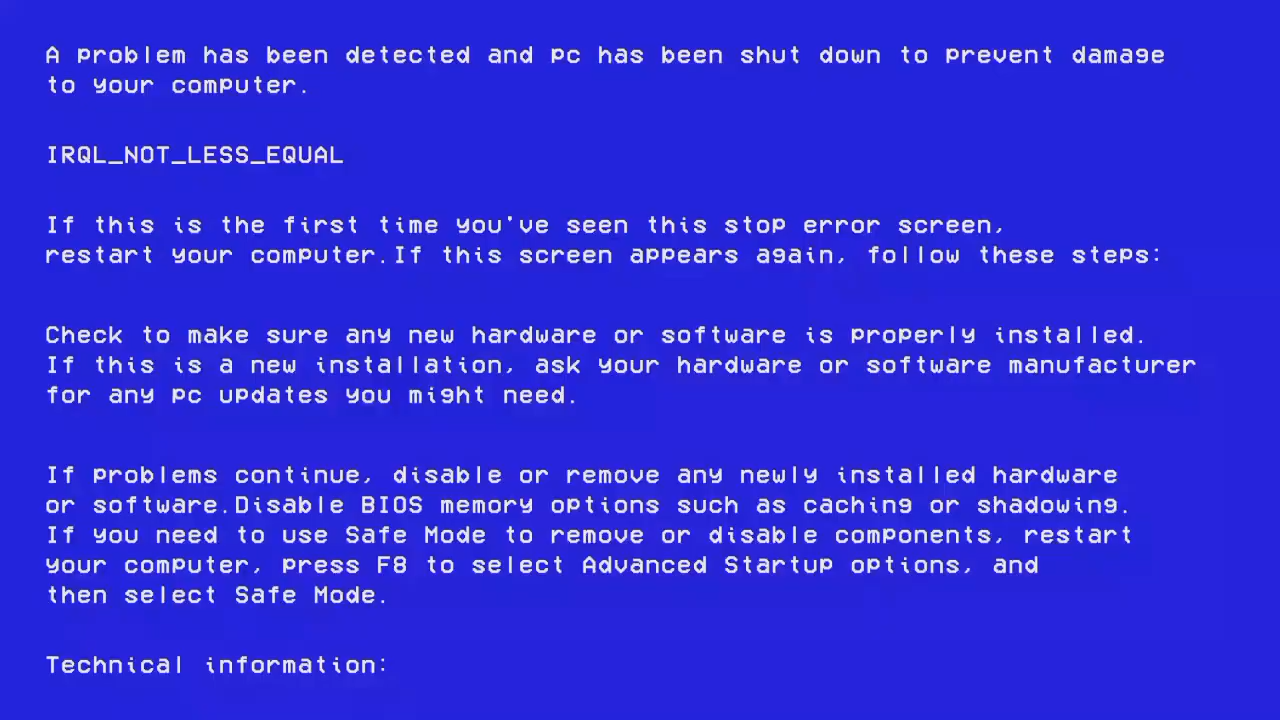 A problem has been detected and pc has been shut down to prevent damage
to your computer.
IRQL_NOT_LESS_EQUAL
If this is the first time you've seen this stop error screen,
restart your computer.If this screen appears again, follow these steps:
Check to make sure any new hardware or software is properly installed.
If this is a new installation, ask your hardware or software manufacturer
for any pc updates you might need.
If problems continue, disable or remove any newly installed hardware
or software.Disable BIOS memory options such as caching or shadowing.
If you need to use Safe Mode to remove or disable components, restart
your computer, press F8 to select Advanced Startup options, and
then select Safe Mode.
Technical information: